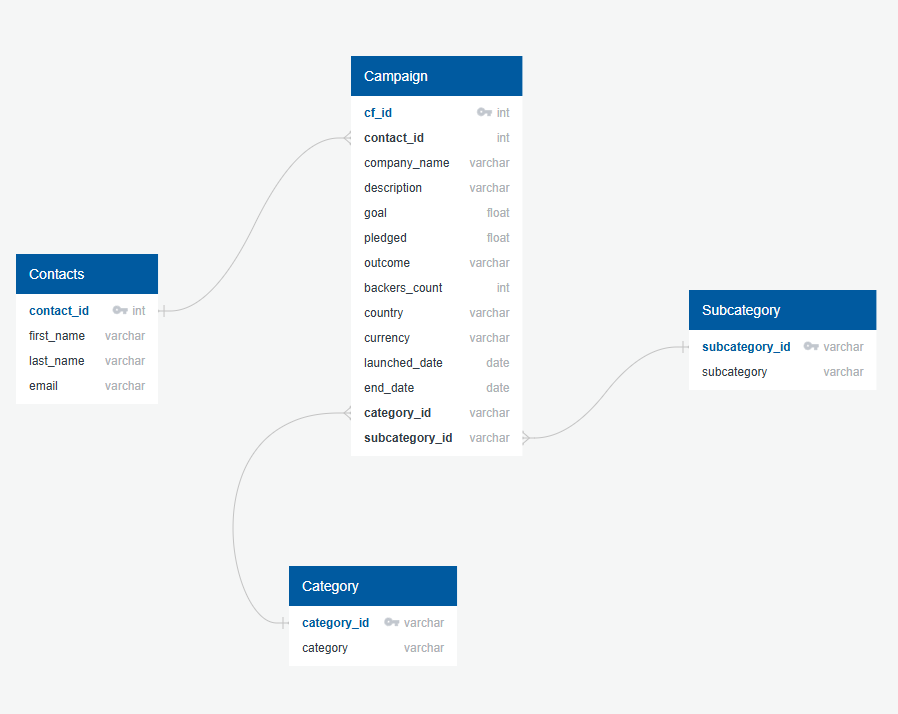 Campaign
cf_id int
contact_id int
company_name varchar
description varchar
goal float
pledged float
outcome varchar
backers_count int
country varchar
currency varchar
launched_date date
end_date date
category_id varchar
subcategory_id varchar
Contacts
contact_id int
first_name varchar
last_name varchar
email varchar
Subcategory
subcategory_id varchar
subcategory varchar
Category
category_id varchar
category varchar